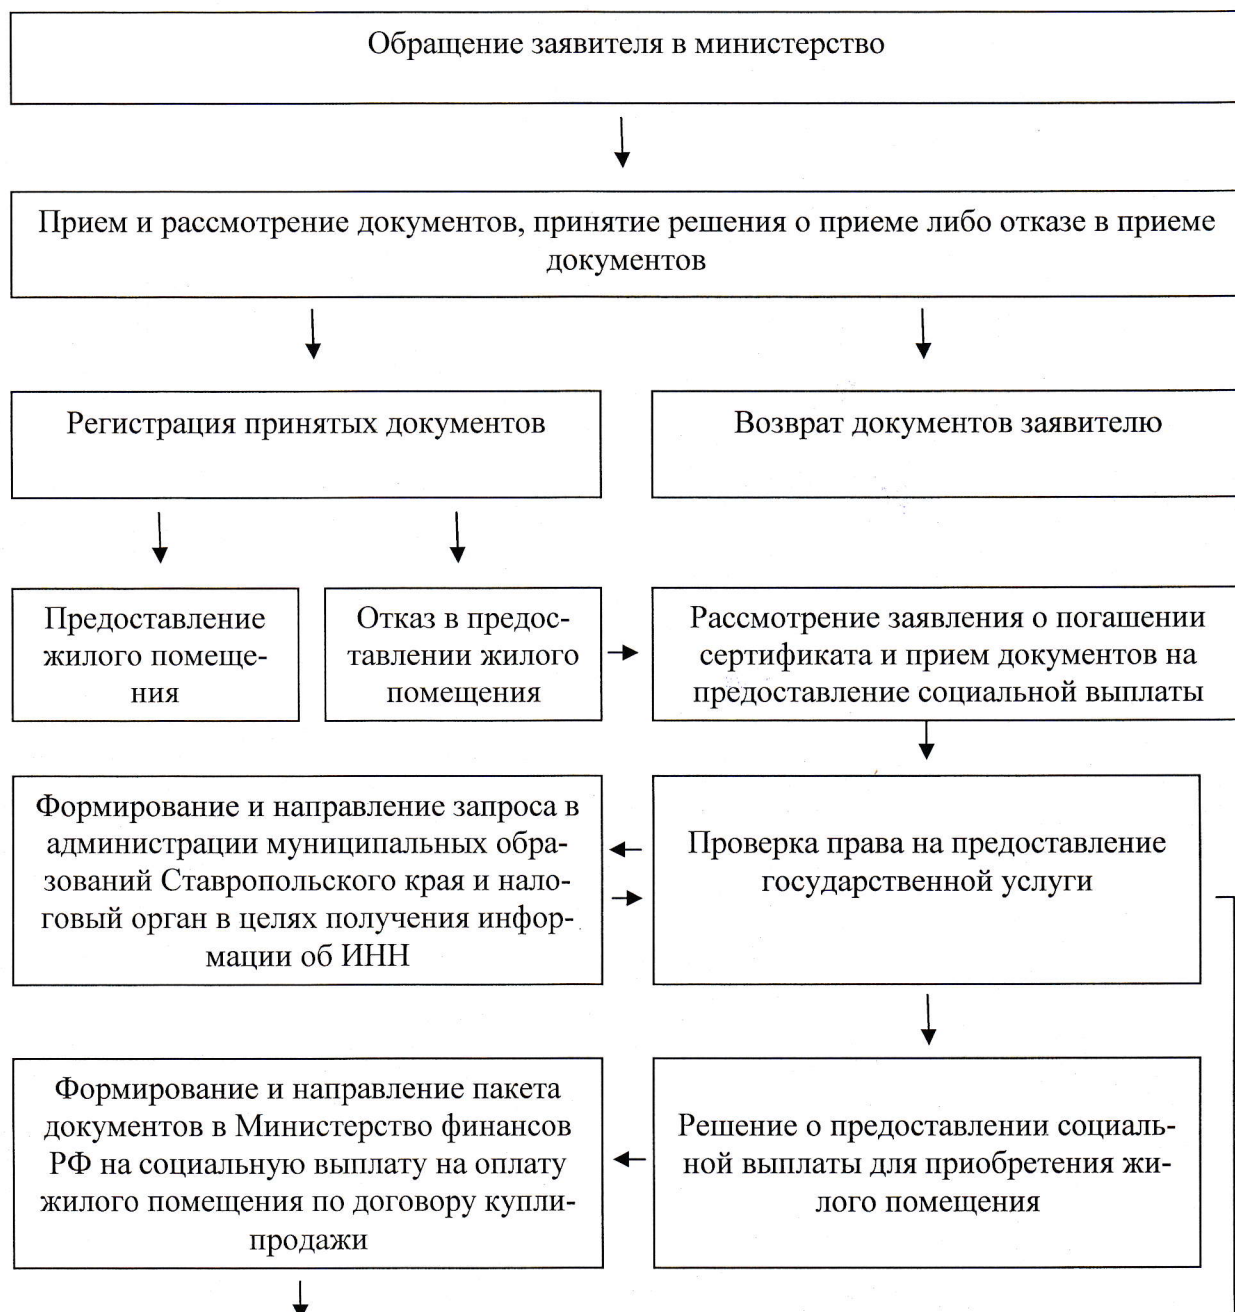 Обращение заявителя в министерство
Прием и рассмотрение документов, принятие решения о приеме либо отказе в приеме
документов
Регистрация принятых документов
Возврат документов заявителю
Предоставление
жилого помеще-
ния
Отказ в предос-
тавлении жилого
помещения
Рассмотрение заявления о погашении
сертификата и прием документов на
предоставление социальной выплаты
Формирование и направление запроса в
администрации муниципальных обра-
зований Ставропольского края и нало-
говый орган в целях получения инфор-
мации об ИНН
Проверка права на предоставление
государственной услуги
Формирование и направление пакета
документов в Министерство финансов
РФ на социальную выплату на оплату
жилого помещения по договору купли-
продажи
Решение о предоставлении социаль-
ной выплаты для приобретения жи-
лого помещения